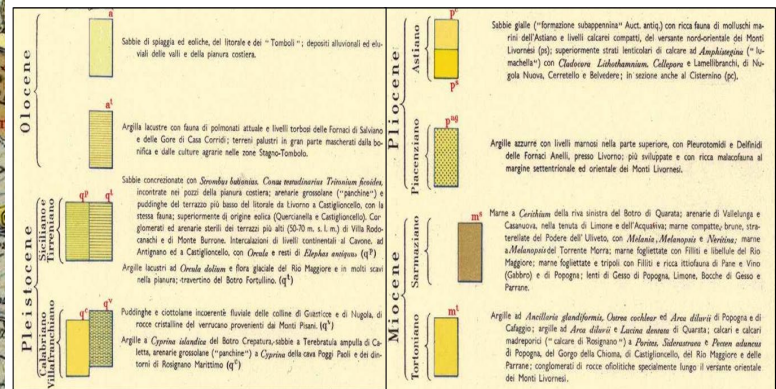 Olocene
a
Sabbie di spiaggia ed eoliche, del litorale e dei "Tomboli"; depositi alluvionali ed elu-
viali delle valli e della pianura costiera.
a¹
Argilla lacustre con fauna di polmonati attuale e livelli torbosi delle Fornaci di Salviano
e delle Gore di Casa Corridi; terreni palustri in gran parte mascherati dalla bo-
nifica e dalle culture agrarie nelle zone Stagno-Tombolo.
Pleistocene
Siciliano e
Tirreniano
qᵖ qᵗ
Sabbie concrezionate con Strombus bubonius. Conus testudinarius Tritonium ficoides,
incontrate nei pozzi della pianura costiera; arenarie grossolane ("panchine") e
puddinghe del terrazzo più basso del litorale da Livorno a Castiglioncello, con la
stessa fauna; superiormente di origine eolica (Quercianella e Castiglioncello). Con-
glomerati ed arenarie sterili dei terrazzi più alti (50-70 m. s. l. m.) di Villa Rodo-
canachi e di Monte Burrone. Intercalazioni di livelli continentali al Cavone, ad
Antignano ed a Castiglioncello, con Orcula e resti di Elephas antiquus (qᵖ)
Argille lacustri ad Orcula dolium e flora glaciale del Rio Maggiore e in molti scavi
nella pianura; travertino del Botro Fortullino.
Calabriano
Villafranchiano
qᶜ qᵛ
Puddinghe e ciottolame incoerente fluviale delle colline di Guasticce e di Nugola, di
rocce cristalline del verrucano provenienti dai Monti Pisani.
Argille a Cyprina islandica del Botro Crepatura, sabbie a Terebratula ampulla di Ca-
letta, arenarie grossolane ("panchine") a Cyprina della cava Poggi Paoli e dei din-
torni di Rosignano Marittimo (qᶜ)
Pliocene
Astiano
pᶜ
pˢ
Sabbie gialle ("formazione subappennina" Auct. antiq.) con ricca fauna di molluschi ma-
rini dell'Astiano e livelli calcarei compatti, del versante nord-orientale dei Monti
Livornesi (ps); superiormente strati lenticolari di calcare ad Amphistegina ("lu-
machella") con Cladocora Lithothamnium, Cellepora e Lamellibranchi, di Nu-
gola Nuova, Cerretello e Belvedere; in sezione anche al Cisternino (pc).
Piacenziano
pᵃᵍ
Argille azzurre con livelli marnosi nella parte superiore, con Pleurotomidi e Delfinidi
delle Fornaci Anelli, presso Livorno; più sviluppate e con ricca malacofauna al
margine settentrionale ed orientale dei Monti Livornesi.
Miocene
Sarmaziano
mˢ
Marne a Cerithium della riva sinistra del Botro di Quarata; arenarie di Vallelunga e
Casanuova, nella tenuta di Limone e dell'Acquaviva; marne compatte, brune, stra-
terellate del Podere dell' Uliveto, con Melania, Melanopsis e Neritina; marne
a Melanopsis del Torrente Morra; marne fogliettate con Filliti e libellule del Rio
Maggiore; marne fogliettate e tripoli con Filliti e ricca ittiofauna di Pane e Vino
(Gabbro) e di Popogna; lenti di Gesso di Popogna, Limone, Bocche di Gesso e
Parrane.
Tortoniano
mᵗ
Argille ad Ancillaria glandiformis, Ostrea cochlear ed Arca diluvii di Popogna e di
Cafaggio; argille ad Arca diluvii e Lucina dentata di Quarata; calcari e calcari
madreporici ("calcare di Rosignano") a Porites, Siderastraea e Pecten aduncus
di Popogna, del Gorgo della Chioma, di Castiglioncello, del Rio Maggiore e delle
Parrane; conglomerati di rocce ofiolitiche specialmente lungo il versante orientale
dei Monti Livornesi.